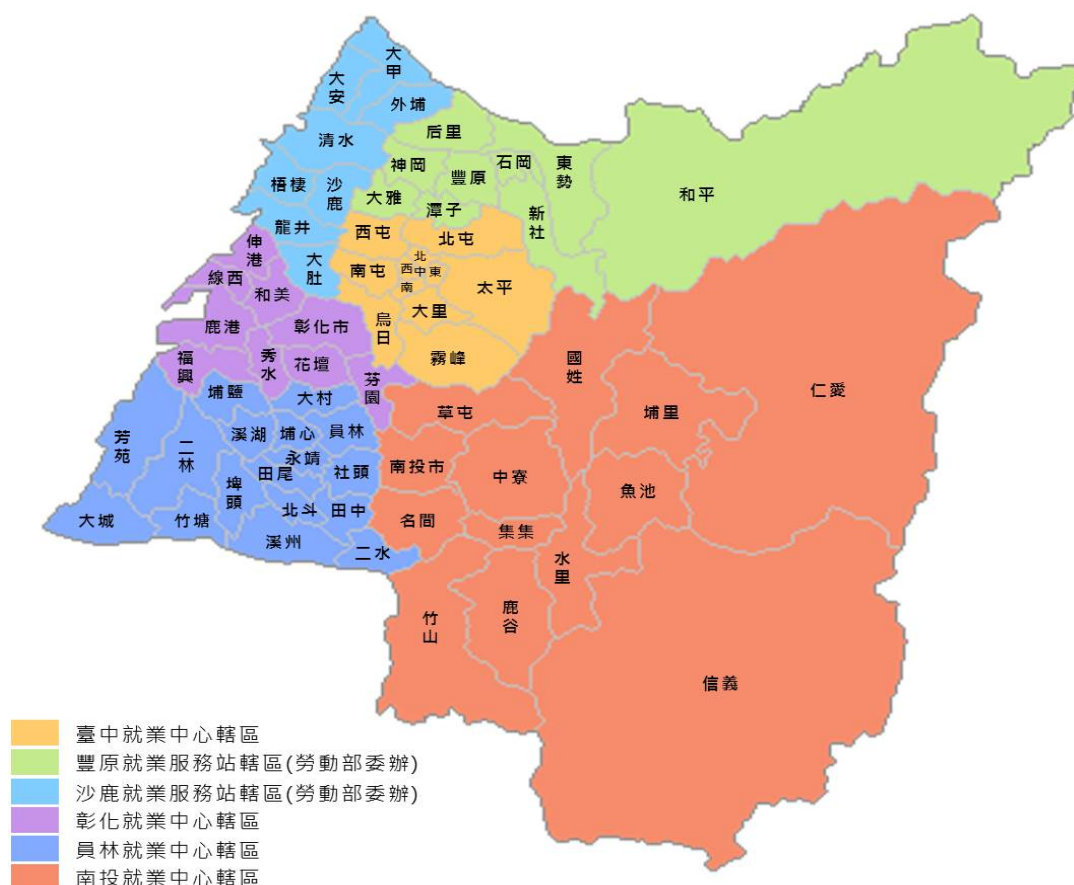 大甲
大安
外埔
清水
后里
神岡
石岡
東勢
豐原
梧棲
沙鹿
大雅
潭子
和平
新社
龍井
西屯
北屯
伸港
大肚
線西
南屯
北
西中東
南
太平
和美
大里
鹿港
彰化市
烏日
福興
秀水
花壇
霧峰
國姓
芬園
埔鹽
大村
草屯
埔里
仁愛
芳苑
二林
溪湖
埔心
員林
永靖
田尾
社頭
南投市
中寮
魚池
埤頭
北斗
田中
名間
集集
大城
竹塘
溪州
二水
水里
竹山
鹿谷
信義
臺中就業中心轄區
豐原就業服務站轄區(勞動部委辦)
沙鹿就業服務站轄區(勞動部委辦)
彰化就業中心轄區
員林就業中心轄區
南投就業中心轄區